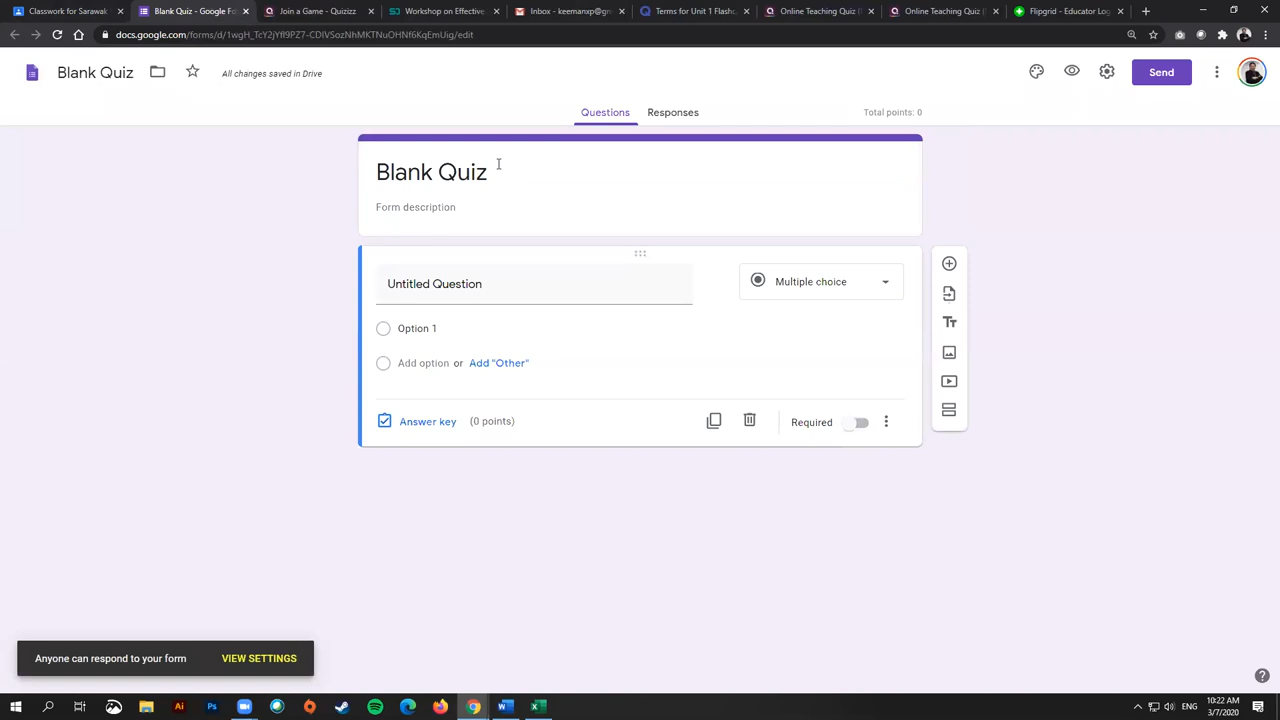 Classwork for Sarawak
Blank Quiz - Google Fo
Join a Game - Quizizz
Workshop on Effective
Inbox - keemanxp@gm
Terms for Unit 1 Flashc
Online Teaching Quiz (
Online Teaching Quiz (
Flipgrid - Educator Log
docs.google.com/forms/d/1wgH_TcY2jYfl9PZ7-CDIVSozNhMKTNuOHNf6KqEmUig/edit
Blank Quiz
All changes saved in Drive
Send
Questions
Responses
Total points: 0
Blank Quiz
Form description
Untitled Question
Multiple choice
Option 1
Add option or Add "Other"
Answer key (0 points)
Required
Anyone can respond to your form
VIEW SETTINGS
10:22 AM
ENG
3/7/2020